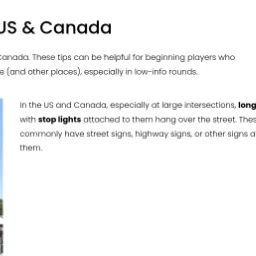 US & Canada
Canada. These tips can be helpful for beginning players who
(and other places), especially in low-info rounds.
In the US and Canada, especially at large intersections, long
with stop lights attached to them hang over the street. Thes
commonly have street signs, highway signs, or other signs a
them.